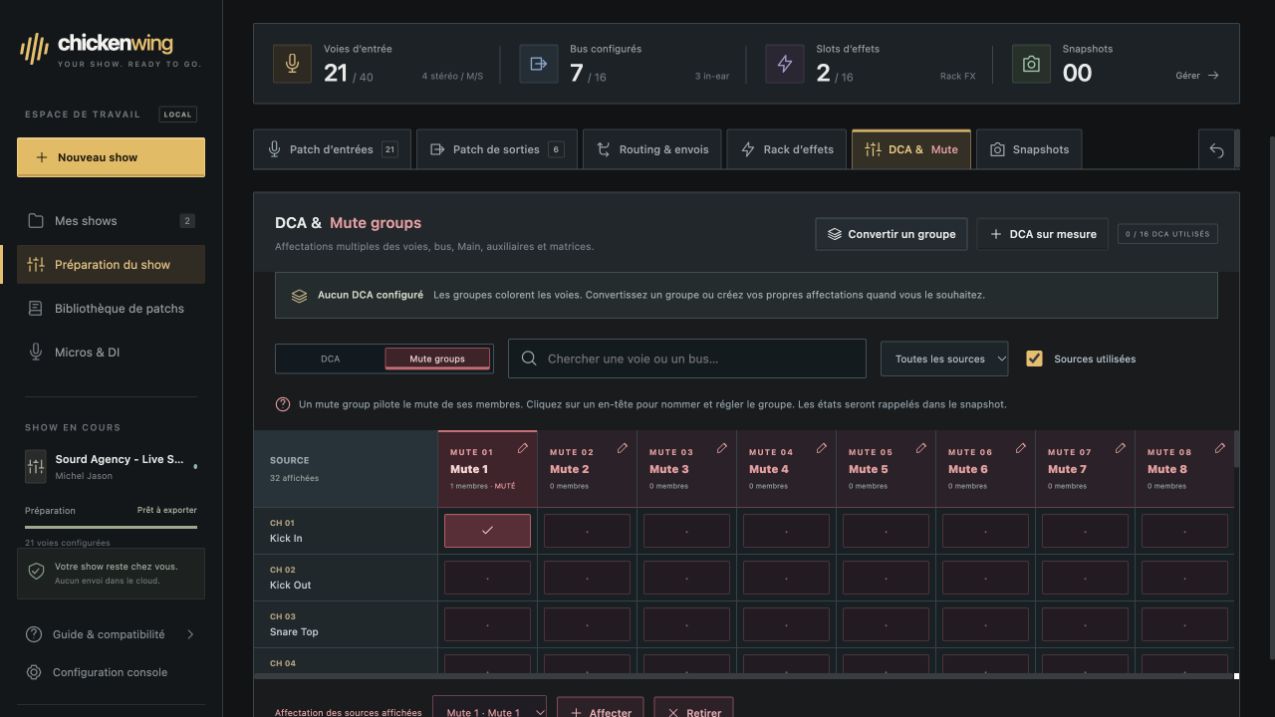 chickenwing
YOUR SHOW. READY TO GO.
ESPACE DE TRAVAIL LOCAL
+ Nouveau show
Mes shows 2
Préparation du show
Bibliothèque de patchs
Micros & DI
SHOW EN COURS
Sourd Agency - Live S...
Michel Jason
Préparation Prêt à exporter
21 voies configurées
Votre show reste chez vous.
Aucun envoi dans le cloud.
Guide & compatibilité
Configuration console
Voies d'entrée
21 / 40 4 stéréo / M/S
Bus configurés
7 / 16 3 in-ear
Slots d'effets
2 / 16 Rack FX
Snapshots
00 Gérer →
Patch d'entrées 21
Patch de sorties 6
Routing & envois
Rack d'effets
DCA & Mute
Snapshots
DCA & Mute groups
Affectations multiples des voies, bus, Main, auxiliaires et matrices.
Convertir un groupe
+ DCA sur mesure
0 / 16 DCA UTILISÉS
Aucun DCA configuré Les groupes colorent les voies. Convertissez un groupe ou créez vos propres affectations quand vous le souhaitez.
DCA Mute groups
Chercher une voie ou un bus...
Toutes les sources
Sources utilisées
Un mute group pilote le mute de ses membres. Cliquez sur un en-tête pour nommer et régler le groupe. Les états seront rappelés dans le snapshot.
SOURCE
32 affichées
MUTE 01
Mute 1
1 membres · MUTÉ
MUTE 02
Mute 2
0 membres
MUTE 03
Mute 3
0 membres
MUTE 04
Mute 4
0 membres
MUTE 05
Mute 5
0 membres
MUTE 06
Mute 6
0 membres
MUTE 07
Mute 7
0 membres
MUTE 08
Mute 8
0 membres
CH 01
Kick In
CH 02
Kick Out
CH 03
Snare Top
CH 04
Affectation des sources affichées
Mute 1 · Mute 1
+ Affecter
× Retirer